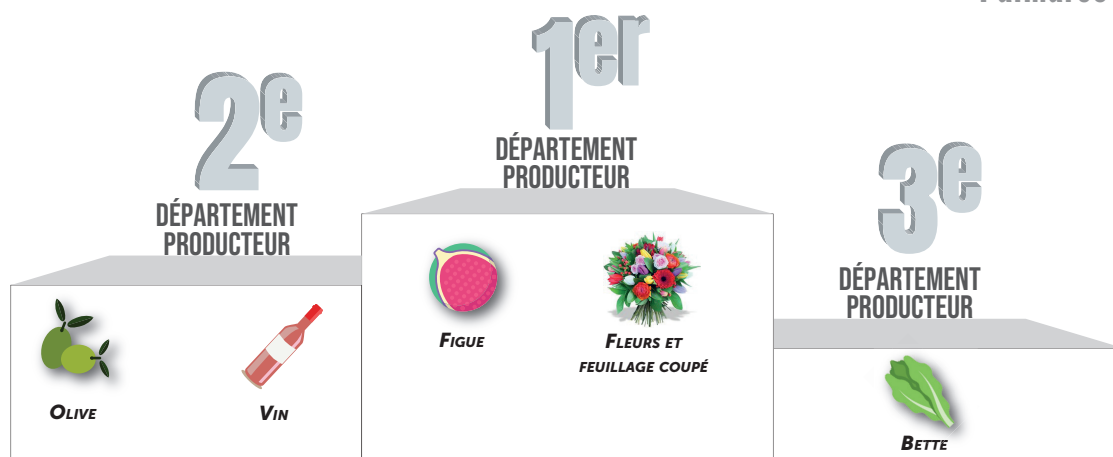 2e
DÉPARTEMENT
PRODUCTEUR
OLIVE
VIN
1er
DÉPARTEMENT
PRODUCTEUR
FIGUE
FLEURS ET
FEUILLAGE COUPÉ
3e
DÉPARTEMENT
PRODUCTEUR
BETTE